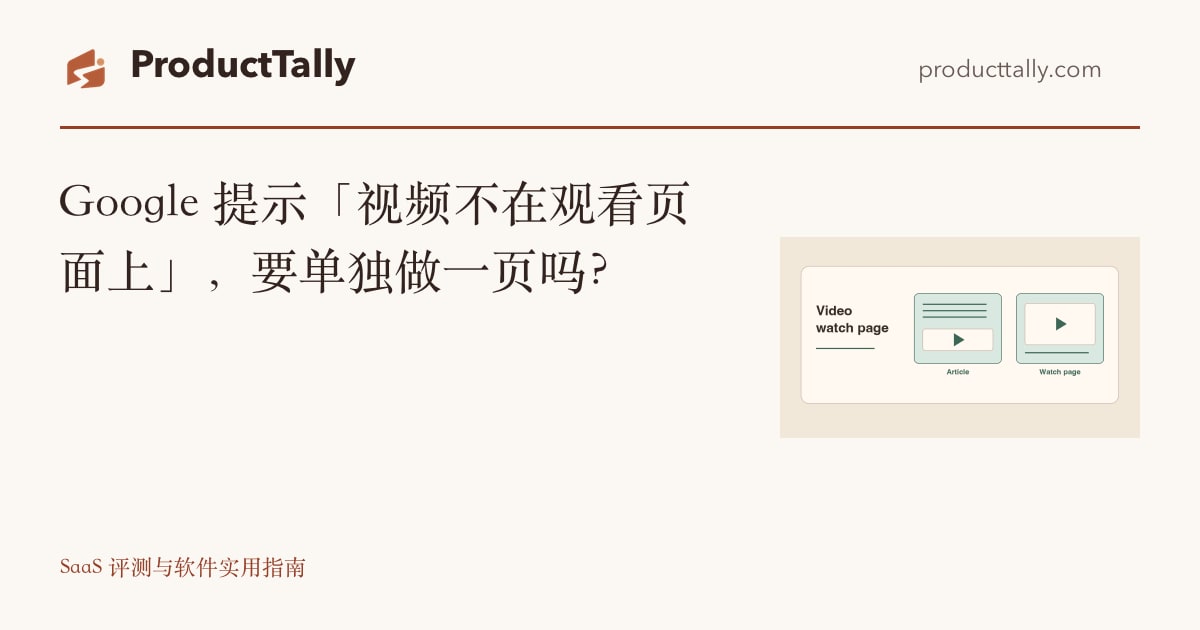 ProductTally
producttally.com
Google 提示「视频不在观看页
面上」，要单独做一页吗?
Video
watch page
Article
Watch page
SaaS 评测与软件实用指南